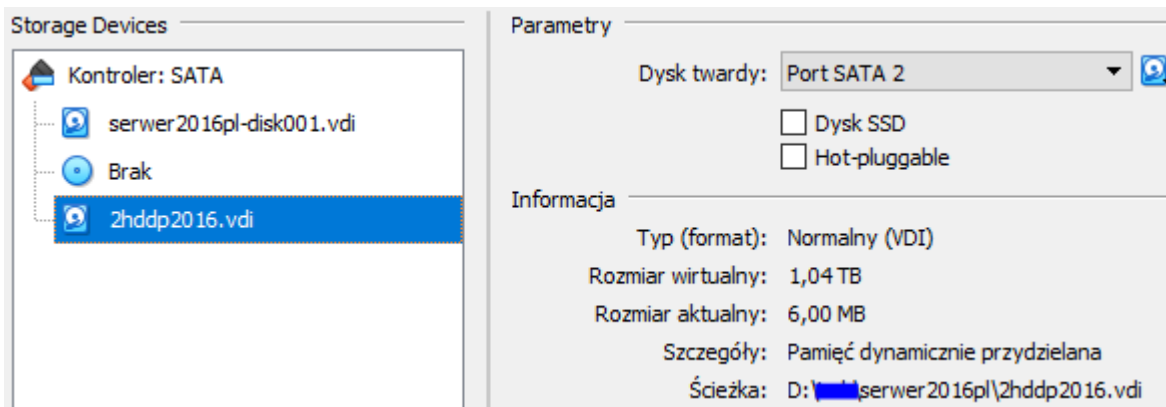 Storage Devices
Kontroler: SATA
serwer2016pl-disk001.vdi
Brak
2hddp2016.vdi
Parametry
Dysk twardy: Port SATA 2
Dysk SSD
Hot-pluggable
Informacja
Typ (format): Normalny (VDI)
Rozmiar wirtualny: 1,04 TB
Rozmiar aktualny: 6,00 MB
Szczegóły: Pamięć dynamicznie przydzielana
Ścieżka: D:\ \serwer2016pl\2hddp2016.vdi